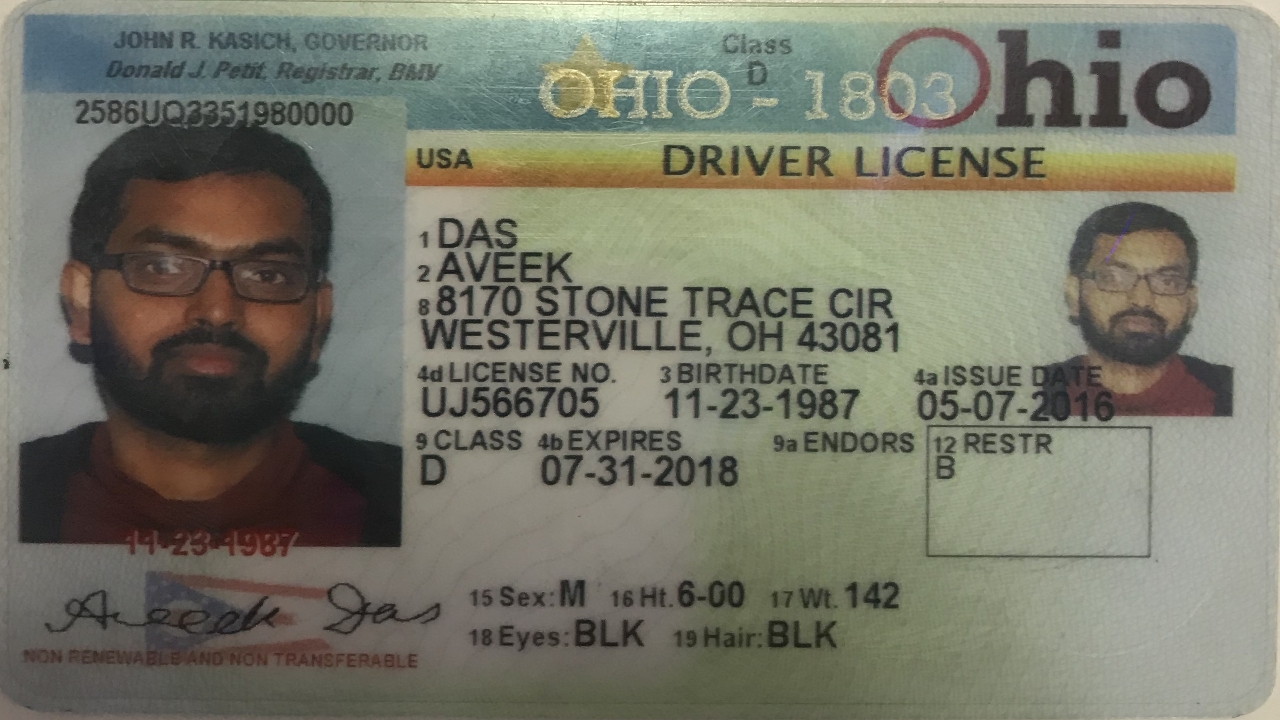 JOHN R. KASICH, GOVERNOR
Donald J. Petit, Registrar, BMV
Class
D
OHIO - 1803
Ohio
2586UQ3351980000
USA
DRIVER LICENSE
1 DAS
2 AVEEK
8 8170 STONE TRACE CIR
WESTERVILLE, OH 43081
4d LICENSE NO. 3 BIRTHDATE 4a ISSUE DATE
UJ566705 11-23-1987 05-07-2016
9 CLASS 4b EXPIRES 9a ENDORS 12 RESTR
D 07-31-2018 B
11-23-1987
Aveek Das
15 Sex: M 16 Ht. 6-00 17 Wt. 142
18 Eyes: BLK 19 Hair: BLK
NON RENEWABLE AND NON TRANSFERABLE